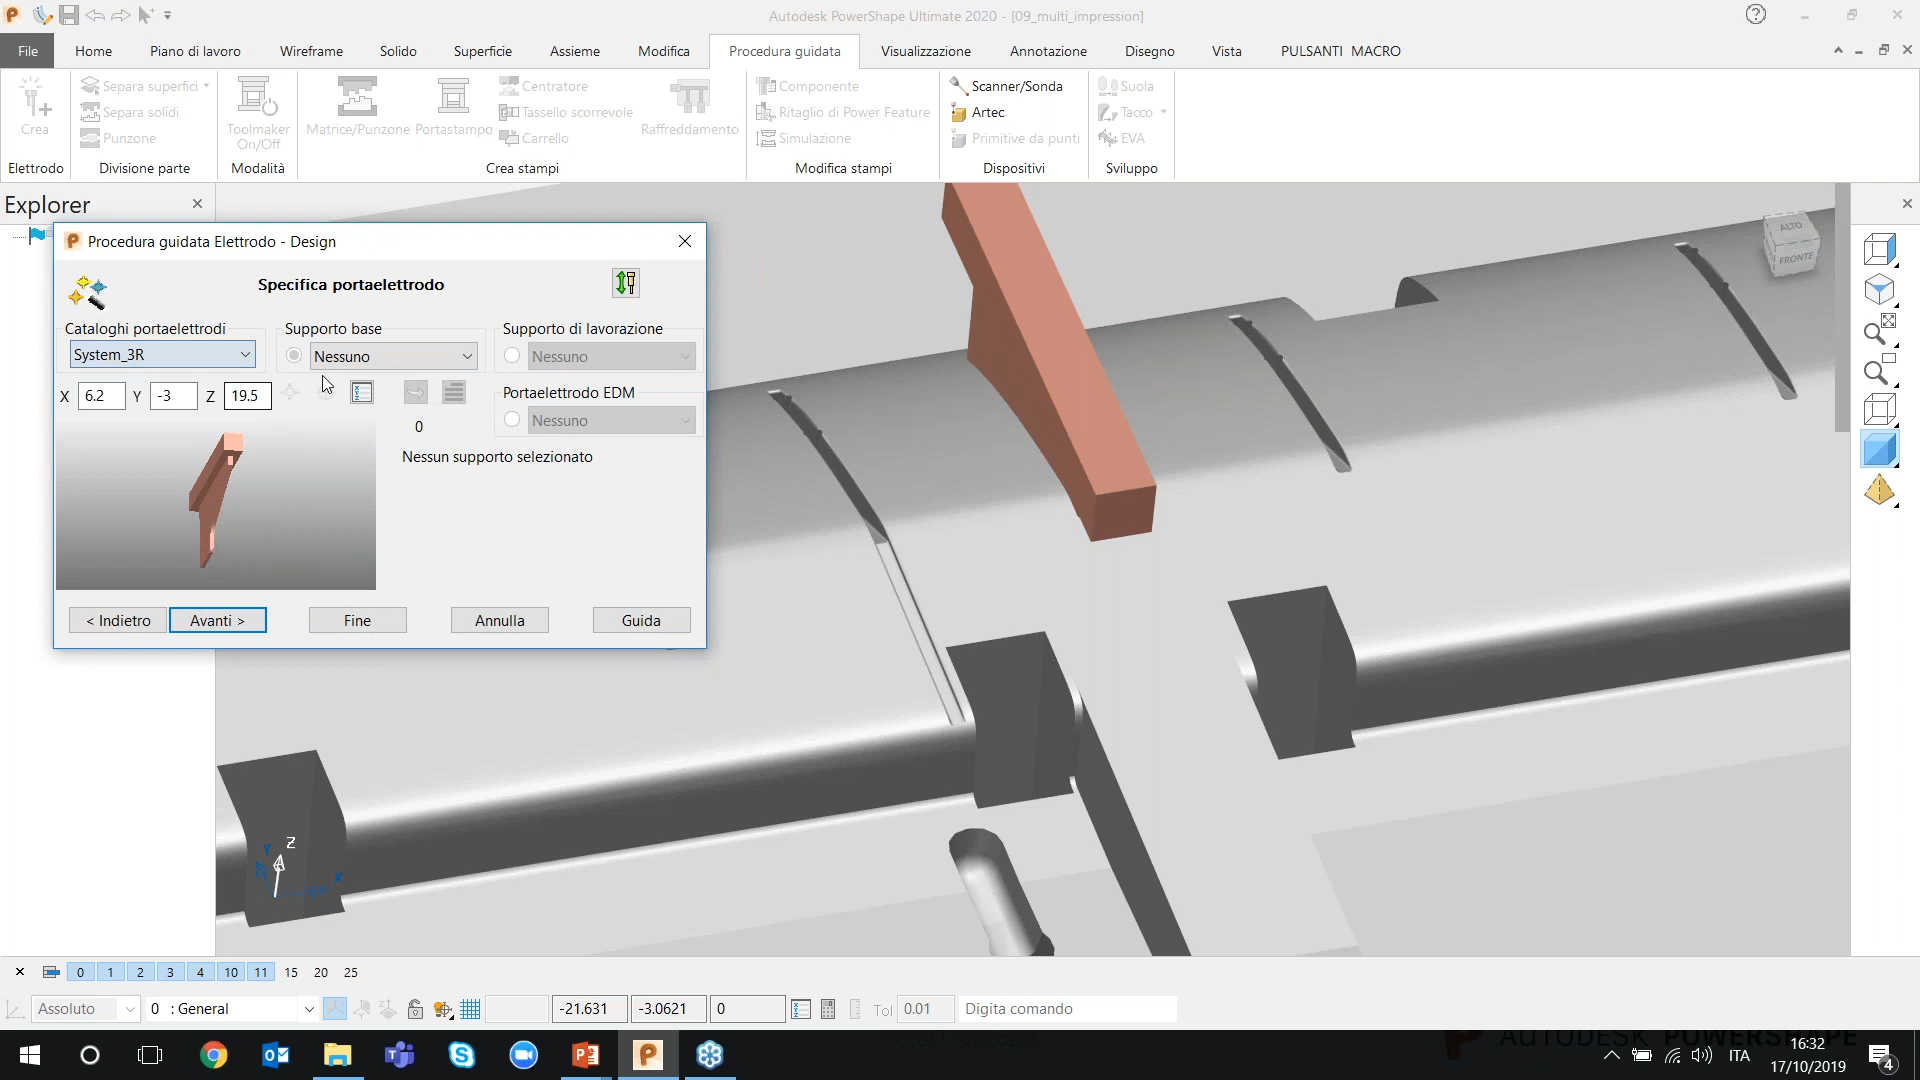 Autodesk PowerShape Ultimate 2020 - [09_multi_impression]
File Home Piano di lavoro Wireframe Solido Superficie Assieme Modifica Procedura guidata Visualizzazione Annotazione Disegno Vista PULSANTI MACRO
Crea
Elettrodo
Separa superfici
Separa solidi
Punzone
Divisione parte
Toolmaker
On/Off
Modalità
Matrice/Punzone
Portastampo
Centratore
Tassello scorrevole
Carrello
Raffreddamento
Crea stampi
Componente
Ritaglio di Power Feature
Simulazione
Modifica stampi
Scanner/Sonda
Artec
Primitive da punti
Dispositivi
Suola
Tacco
EVA
Sviluppo
Explorer
Procedura guidata Elettrodo - Design
Specifica portaelettrodo
Cataloghi portaelettrodi
System_3R
Supporto base
Nessuno
Supporto di lavorazione
Nessuno
X 6.2 Y -3 Z 19.5
Portaelettrodo EDM
Nessuno
0
Nessun supporto selezionato
< Indietro
Avanti >
Fine
Annulla
Guida
ALTO
FRONTE
Z
Y
X
0 1 2 3 4 10 11 15 20 25
Assoluto 0 : General -21.631 -3.0621 0 Tol 0.01 Digita comando
AUTODESK POWERSHAPE
ITA
16:32
17/10/2019
4